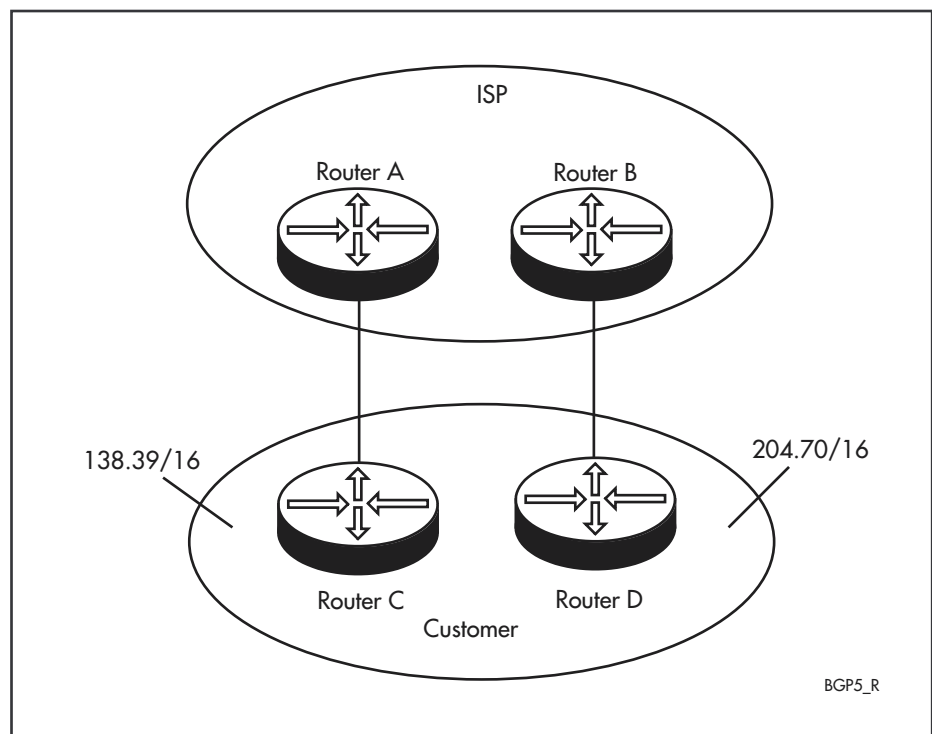 ISP
Router A
Router B
138.39/16
204.70/16
Router C
Router D
Customer
BGP5_R